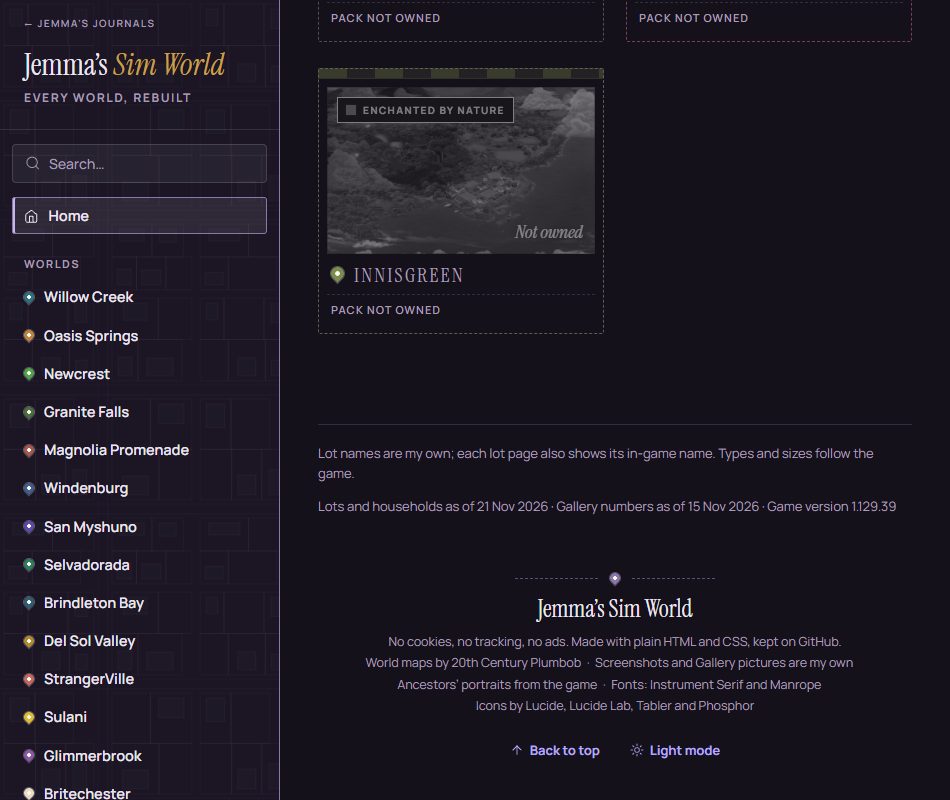 ← JEMMA'S JOURNALS
Jemma's Sim World
EVERY WORLD, REBUILT
Search...
Home
WORLDS
Willow Creek
Oasis Springs
Newcrest
Granite Falls
Magnolia Promenade
Windenburg
San Myshuno
Selvadorada
Brindleton Bay
Del Sol Valley
StrangerVille
Sulani
Glimmerbrook
Britechester
PACK NOT OWNED
PACK NOT OWNED
ENCHANTED BY NATURE
Not owned
INNISGREEN
PACK NOT OWNED
Lot names are my own; each lot page also shows its in-game name. Types and sizes follow the
game.
Lots and households as of 21 Nov 2026 · Gallery numbers as of 15 Nov 2026 · Game version 1.129.39
Jemma's Sim World
No cookies, no tracking, no ads. Made with plain HTML and CSS, kept on GitHub.
World maps by 20th Century Plumbob · Screenshots and Gallery pictures are my own
Ancestors' portraits from the game · Fonts: Instrument Serif and Manrope
Icons by Lucide, Lucide Lab, Tabler and Phosphor
↑ Back to top
Light mode